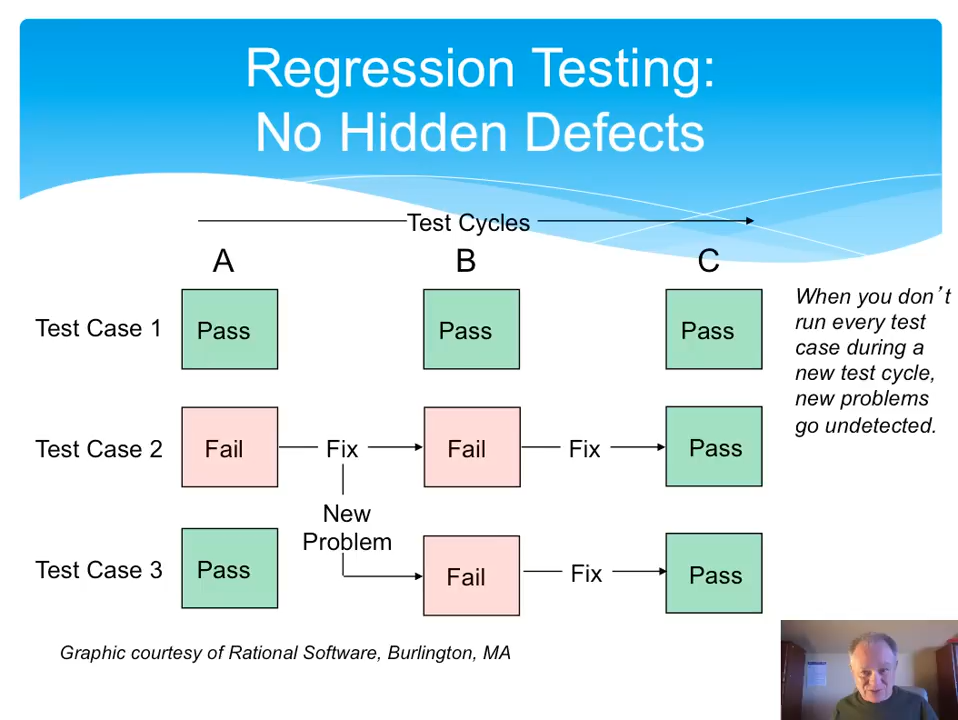 Regression Testing:
No Hidden Defects
Test Cycles
A B C
Test Case 1 Pass Pass Pass
When you don't
run every test
case during a
new test cycle,
new problems
go undetected.
Test Case 2 Fail Fix Fail Fix Pass
New
Problem
Test Case 3 Pass Fail Fix Pass
Graphic courtesy of Rational Software, Burlington, MA